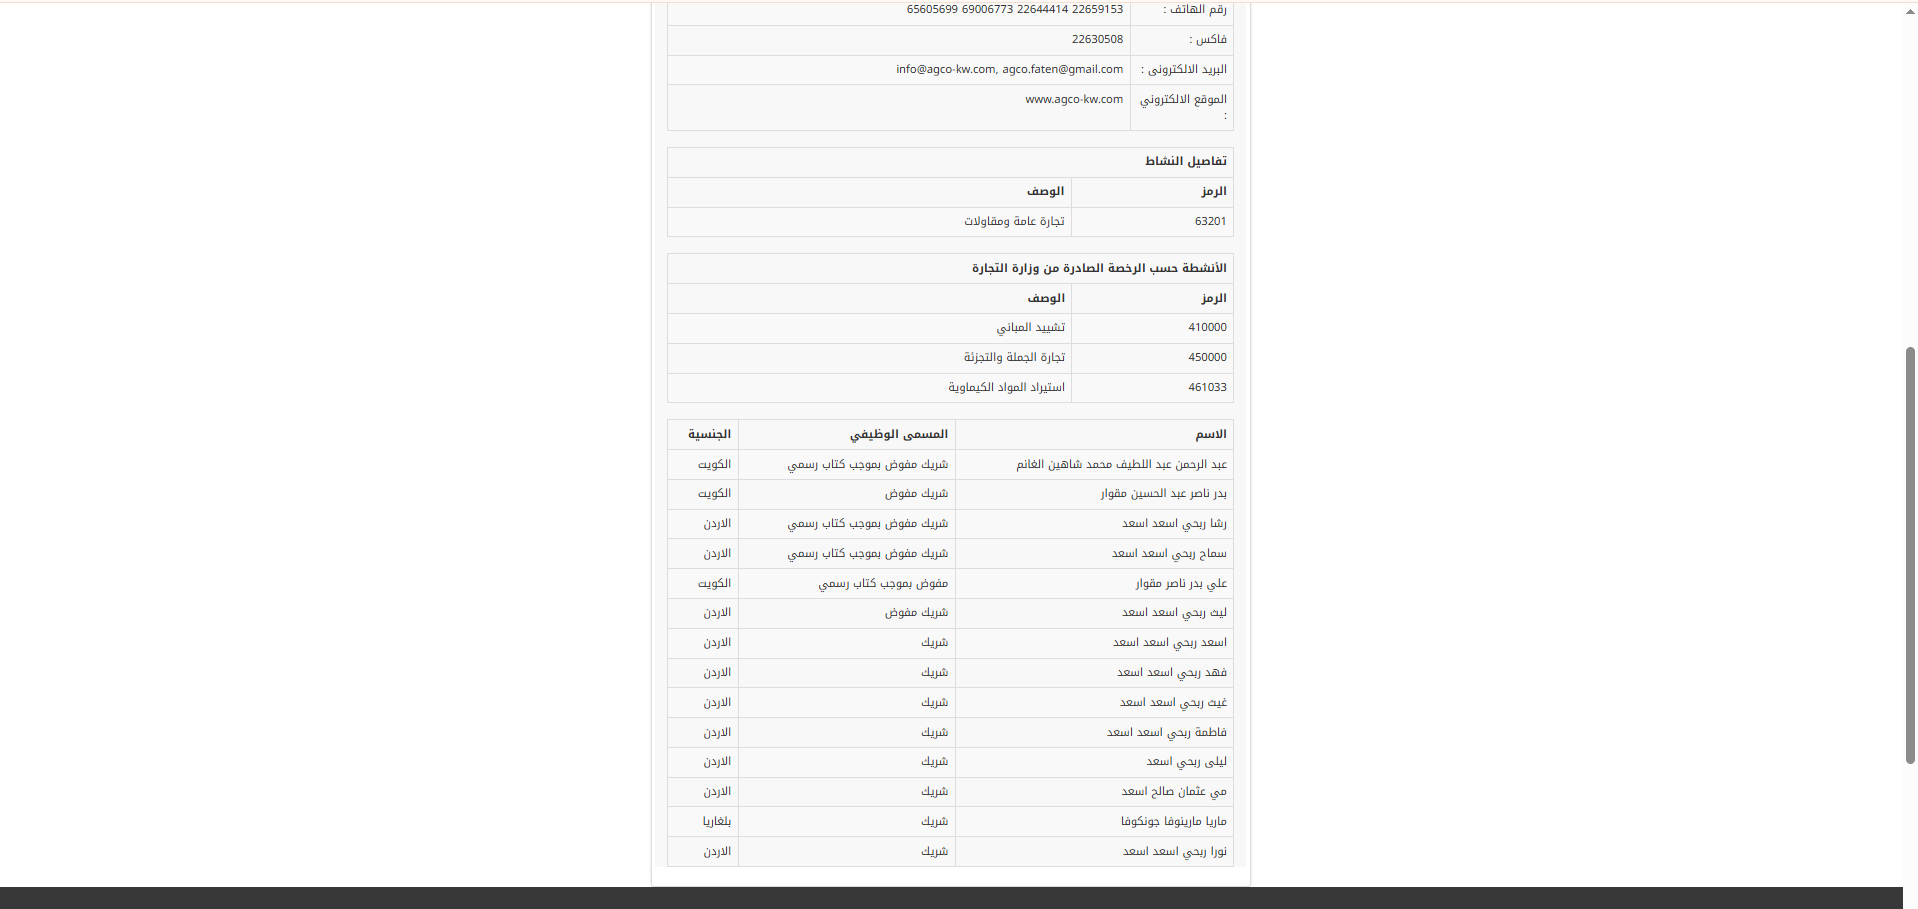 رقم الهاتف : 22659153 22644414 69006773 65605699
فاكس : 22630508
البريد الالكترونى : info@agco-kw.com, agco.faten@gmail.com
الموقع الالكتروني : www.agco-kw.com
تفاصيل النشاط
الرمز الوصف
63201 تجارة عامة ومقاولات
الأنشطة حسب الرخصة الصادرة من وزارة التجارة
الرمز الوصف
410000 تشييد المباني
450000 تجارة الجملة والتجزئة
461033 استيراد المواد الكيماوية
الاسم المسمى الوظيفي الجنسية
عبد الرحمن عبد اللطيف محمد شاهين الغانم شريك مفوض بموجب كتاب رسمي الكويت
بدر ناصر عبد الحسين مقوار شريك مفوض الكويت
رشا ربحي اسعد اسعد شريك مفوض بموجب كتاب رسمي الاردن
سماح ربحي اسعد اسعد شريك مفوض بموجب كتاب رسمي الاردن
علي بدر ناصر مقوار مفوض بموجب كتاب رسمي الكويت
ليث ربحي اسعد اسعد شريك مفوض الاردن
اسعد ربحي اسعد اسعد شريك الاردن
فهد ربحي اسعد اسعد شريك الاردن
غيث ربحي اسعد اسعد شريك الاردن
فاطمة ربحي اسعد اسعد شريك الاردن
ليلى ربحي اسعد شريك الاردن
مي عثمان صالح اسعد شريك الاردن
ماريا مارينوفا جونكوفا شريك بلغاريا
نورا ربحي اسعد اسعد شريك الاردن